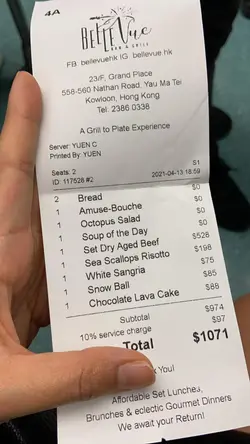 4A
BELLEVUE
BAR & GRILL
FB. bellevuehk IG. bellevue.hk
23/F, Grand Place
558-560 Nathan Road, Yau Ma Tei
Kowloon, Hong Kong
Tel. 2386 0338
A Grill to Plate Experience
Server: YUEN C
Printed By: YUEN
Seats: 2 S1
ID: 117528 #2 2021-04-13 18:59
2 Bread $0
1 Amuse-Bouche $0
1 Octopus Salad $0
1 Soup of the Day $0
1 Set Dry Aged Beef $528
1 Sea Scallops Risotto $198
1 White Sangria $75
1 Snow Ball $85
1 Chocolate Lava Cake $88
Subtotal $974
10% service charge $97
Total $1071
You!
Affordable Set Lunches,
Brunches & eclectic Gourmet Dinners
We await your Return!